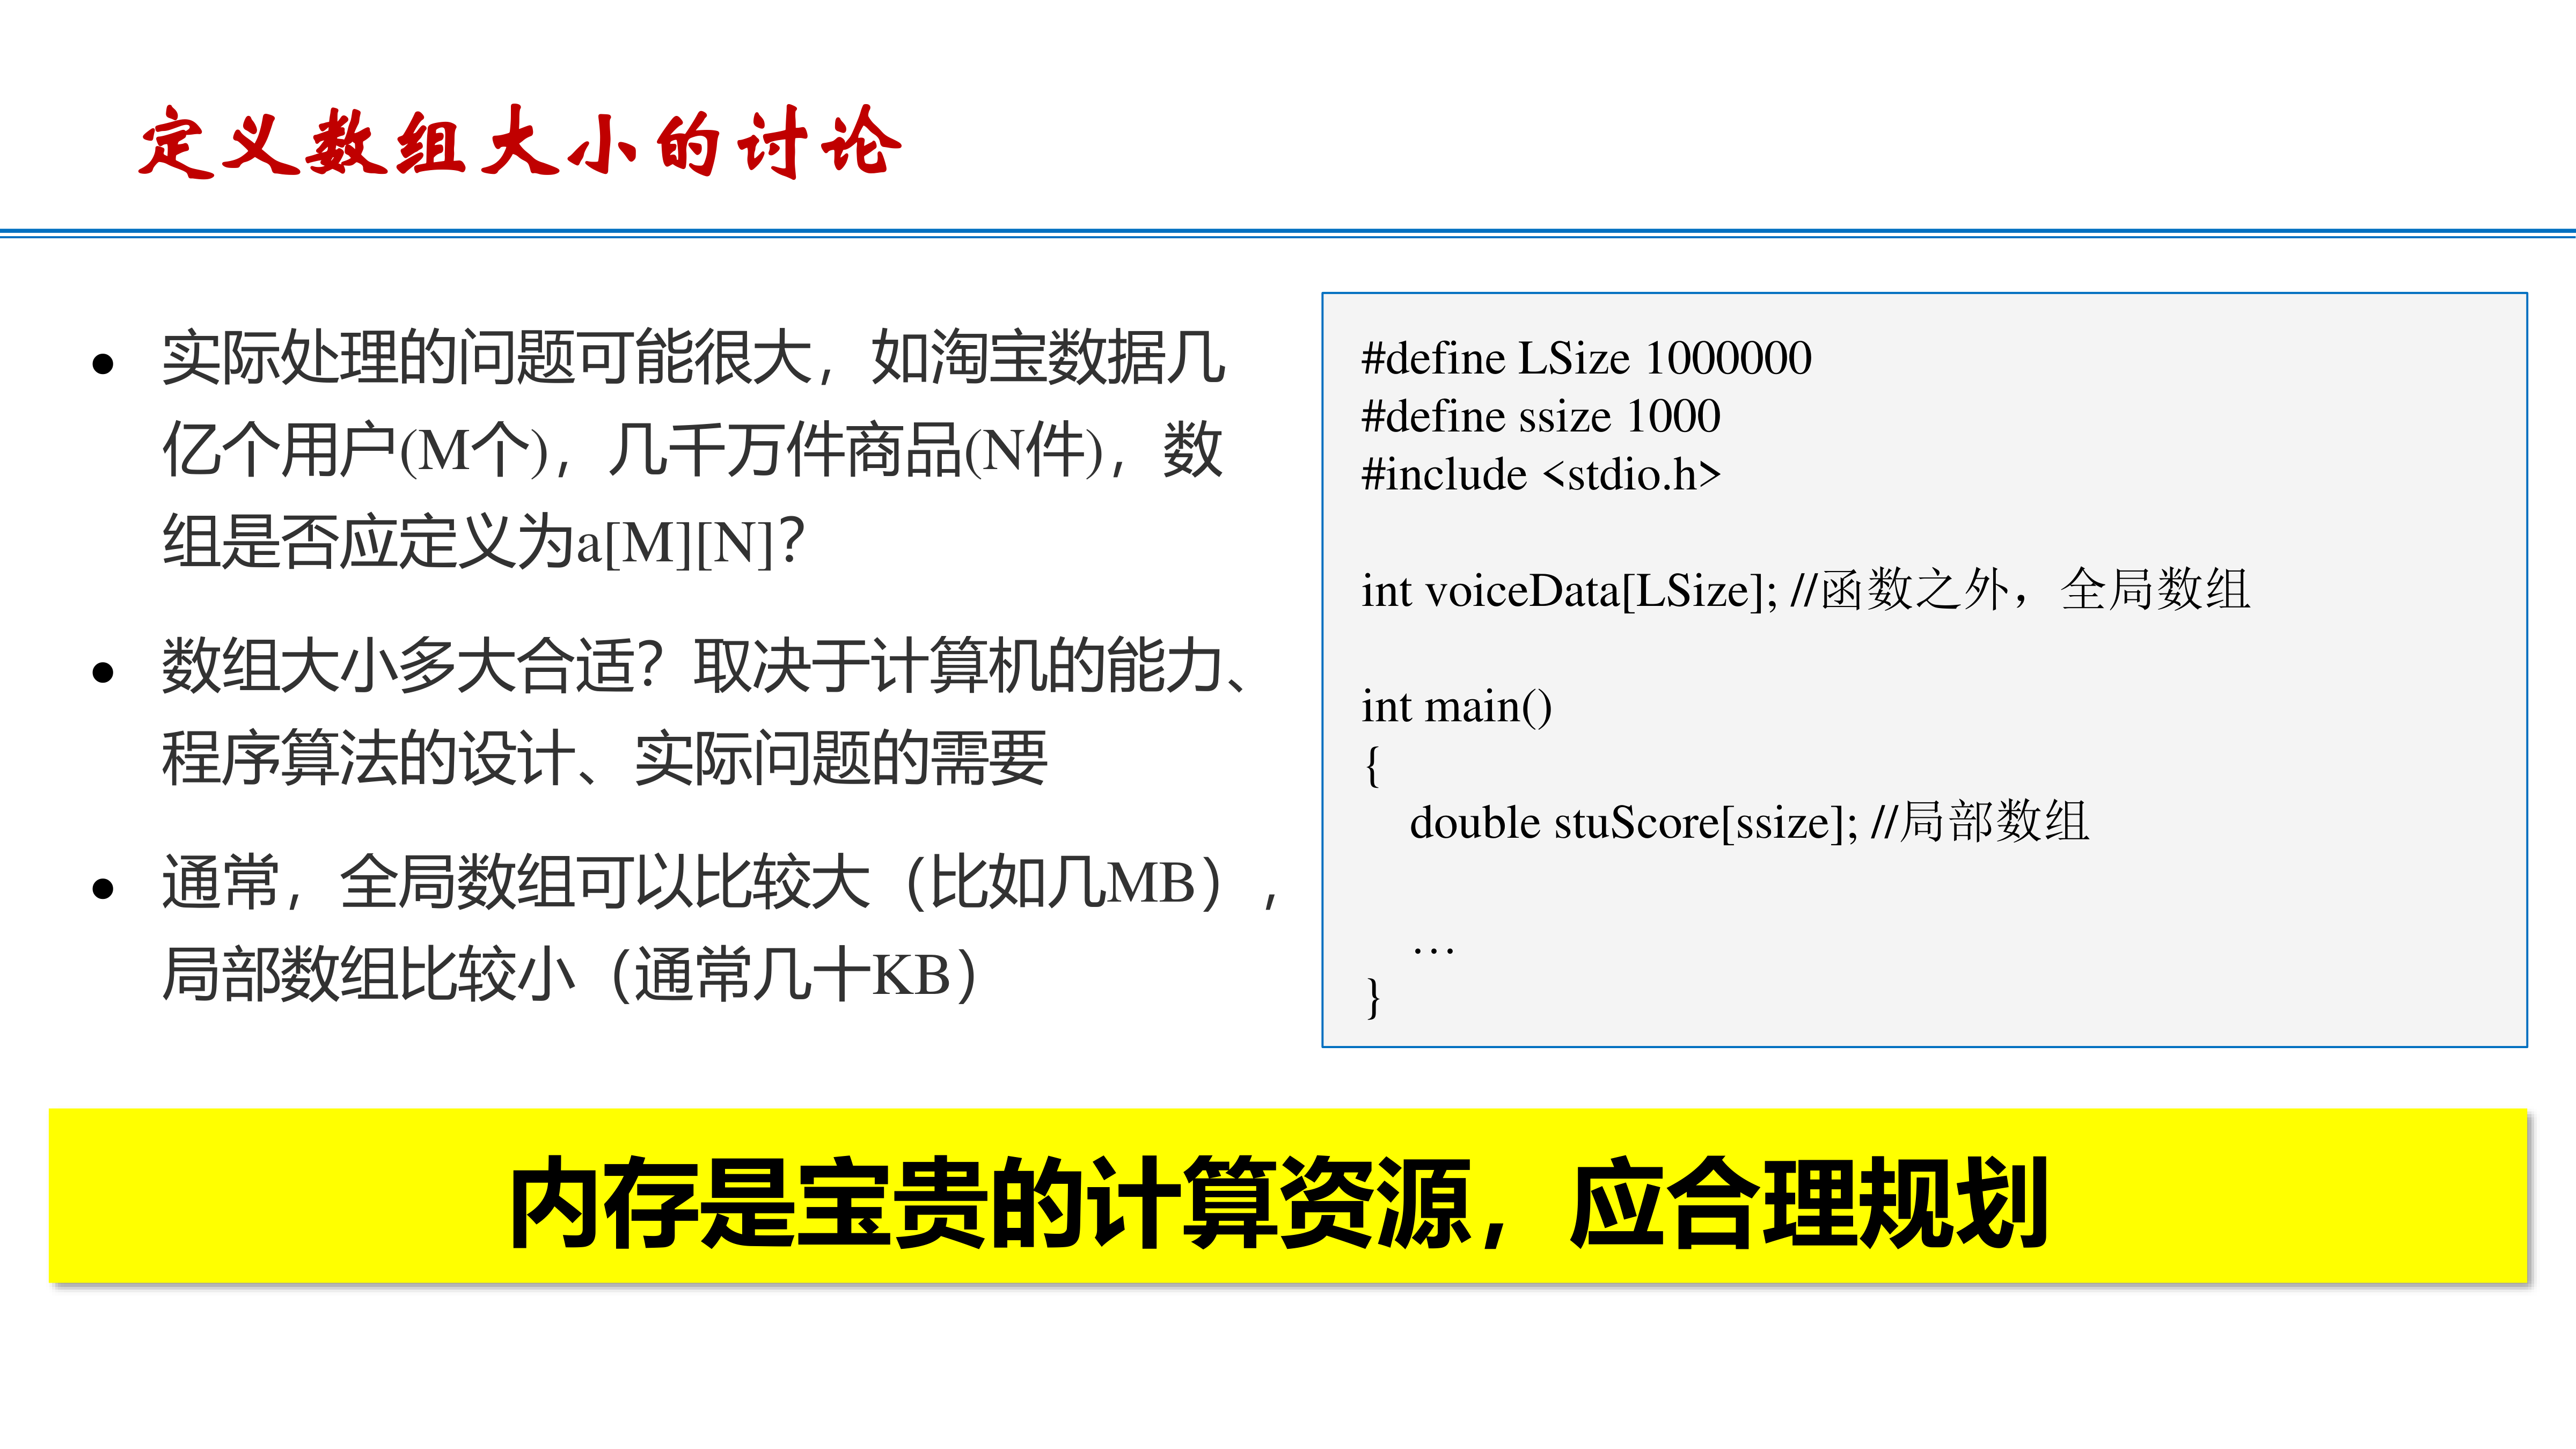 定义数组大小的讨论
● 实际处理的问题可能很大，如淘宝数据几
亿个用户(M个)，几千万件商品(N件)，数
组是否应定义为a[M][N]？
● 数组大小多大合适？取决于计算机的能力、
程序算法的设计、实际问题的需要
● 通常，全局数组可以比较大（比如几MB），
局部数组比较小（通常几十KB）
#define LSize 1000000
#define ssize 1000
#include <stdio.h>
int voiceData[LSize]; //函数之外，全局数组
int main()
{
double stuScore[ssize]; //局部数组
…
}
内存是宝贵的计算资源，应合理规划